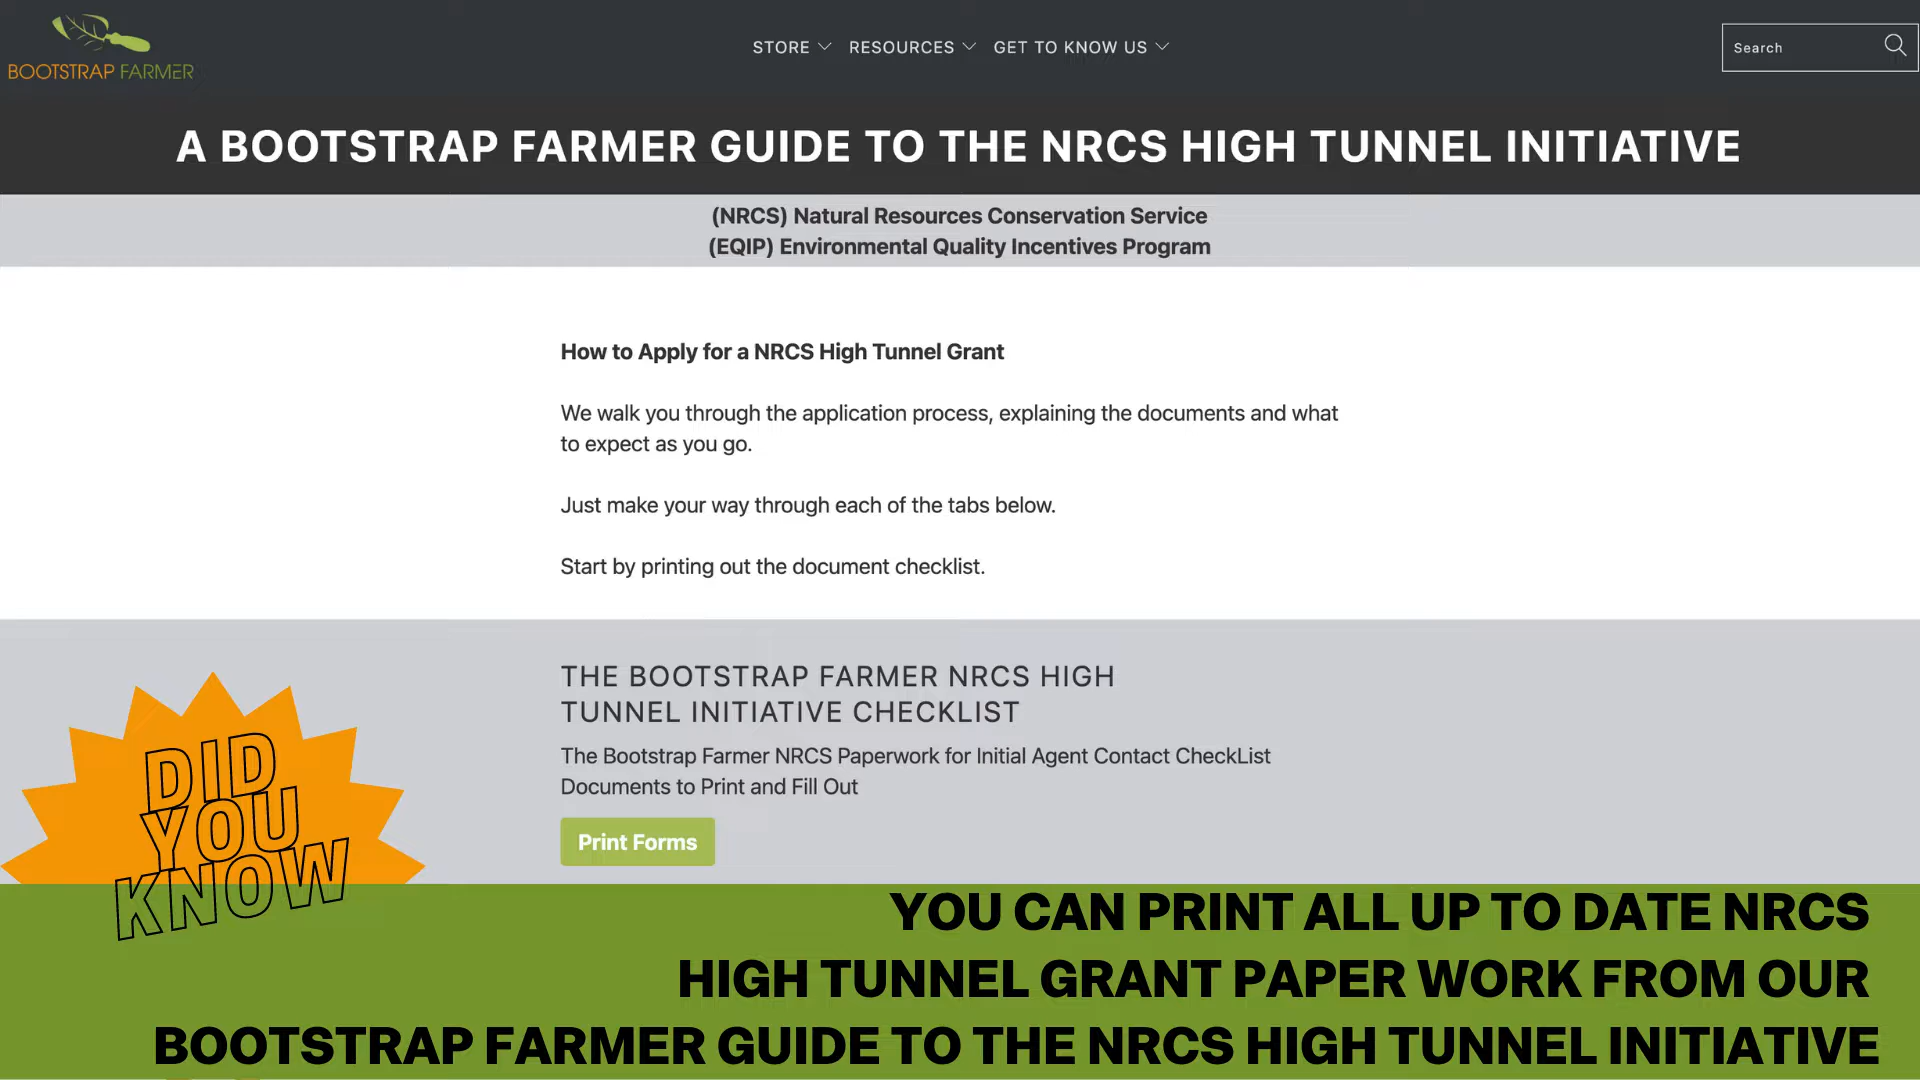 BOOTSTRAP FARMER
STORE
RESOURCES
GET TO KNOW US
Search
A BOOTSTRAP FARMER GUIDE TO THE NRCS HIGH TUNNEL INITIATIVE
(NRCS) Natural Resources Conservation Service
(EQIP) Environmental Quality Incentives Program
How to Apply for a NRCS High Tunnel Grant
We walk you through the application process, explaining the documents and what
to expect as you go.
Just make your way through each of the tabs below.
Start by printing out the document checklist.
THE BOOTSTRAP FARMER NRCS HIGH
TUNNEL INITIATIVE CHECKLIST
The Bootstrap Farmer NRCS Paperwork for Initial Agent Contact CheckList
Documents to Print and Fill Out
Print Forms
DID
YOU
KNOW
YOU CAN PRINT ALL UP TO DATE NRCS
HIGH TUNNEL GRANT PAPER WORK FROM OUR
BOOTSTRAP FARMER GUIDE TO THE NRCS HIGH TUNNEL INITIATIVE